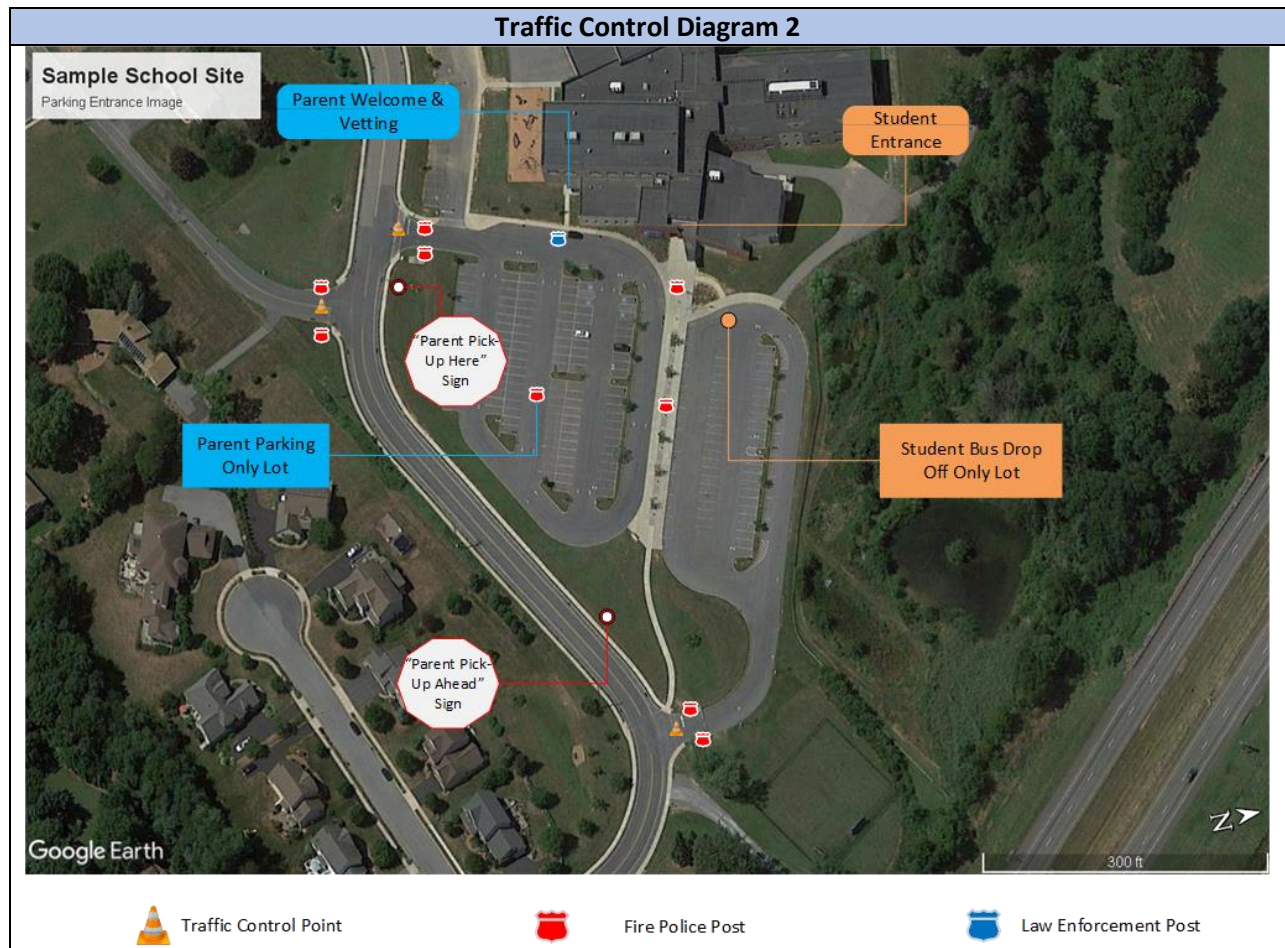 Traffic Control Diagram 2
Sample School Site
Parking Entrance Image
Parent Welcome &
Vetting
Student
Entrance
"Parent Pick-
Up Here"
Sign
Parent Parking
Only Lot
Student Bus Drop
Off Only Lot
"Parent Pick-
Up Ahead"
Sign
N
Google Earth
300 ft
Traffic Control Point
Fire Police Post
Law Enforcement Post